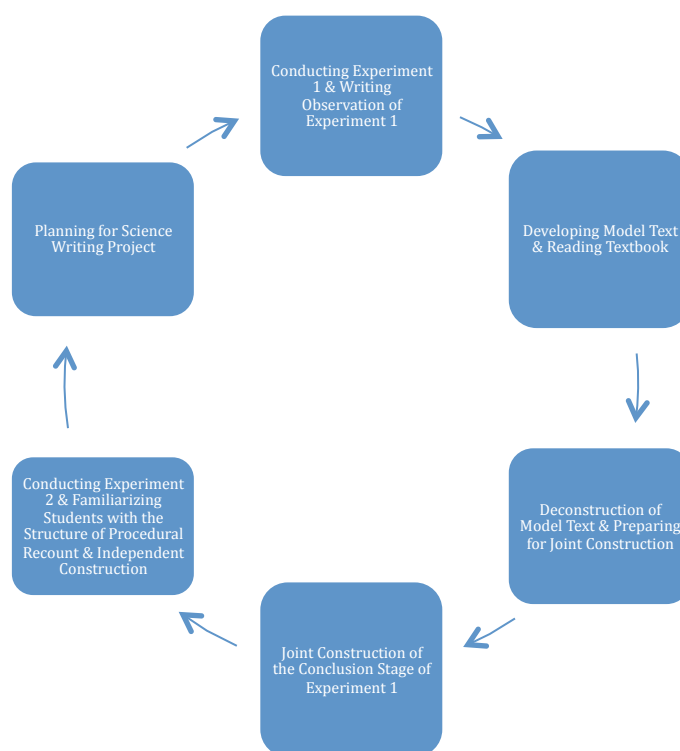 Conducting Experiment
1 & Writing
Observation of
Experiment 1
Developing Model Text
& Reading Textbook
Deconstruction of
Model Text & Preparing
for Joint Construction
Joint Construction of
the Conclusion Stage of
Experiment 1
Conducting Experiment
2 & Familiarizing
Students with the
Structure of Procedural
Recount & Independent
Construction
Planning for Science
Writing Project